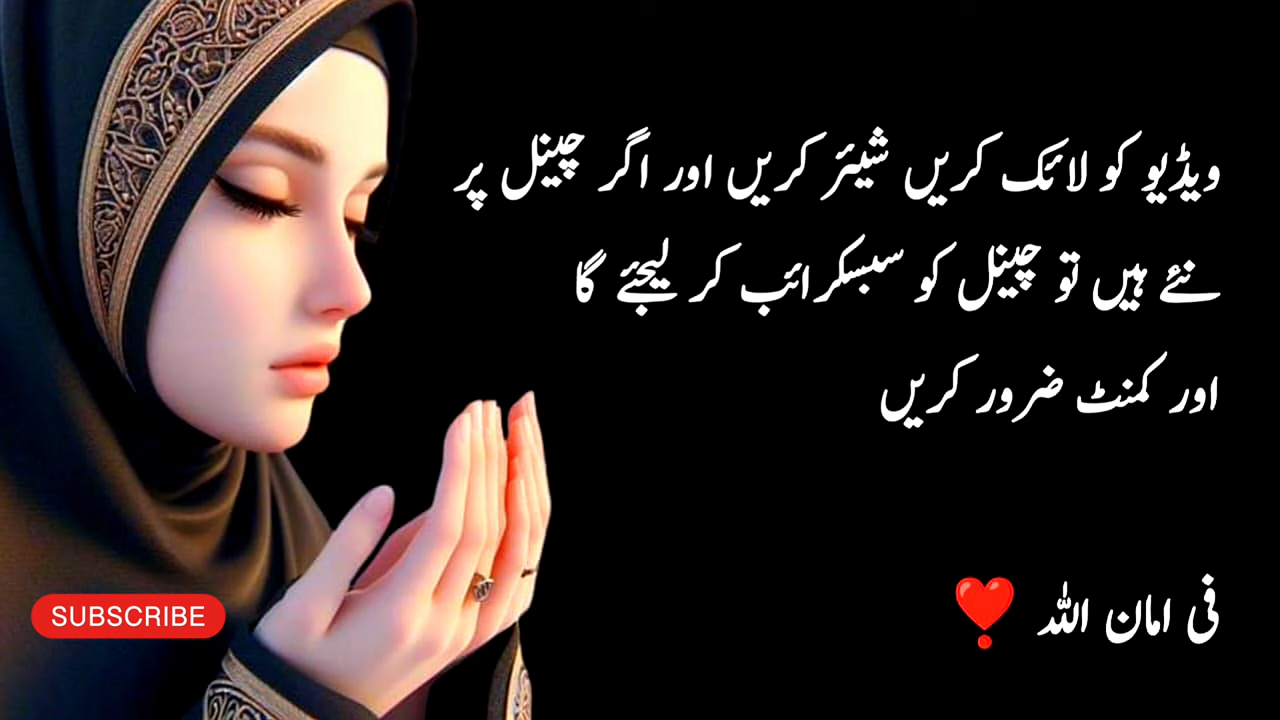 ویڈیو کو لائک کریں شیئر کریں اور اگر چینل پر
نئے ہیں تو چینل کو سبسکرائب کر لیجئے گا
اور کمنٹ ضرور کریں
فی امان اللہ ❣️
SUBSCRIBE